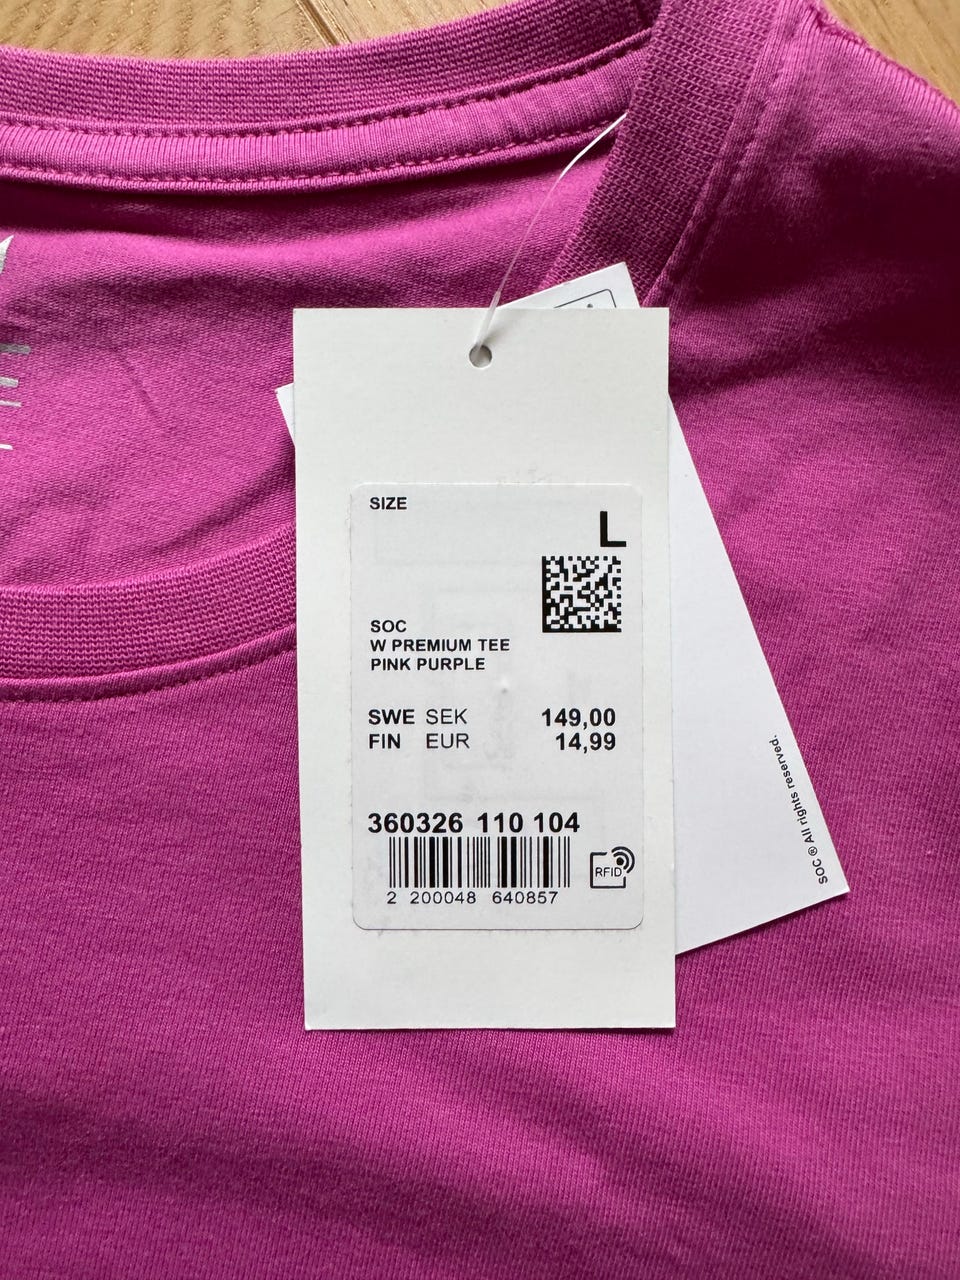 SIZE
L
SOC
W PREMIUM TEE
PINK PURPLE
SWE SEK 149,00
FIN EUR 14,99
360326 110 104
RFID
2 200048 640857
SOC ® All rights reserved.